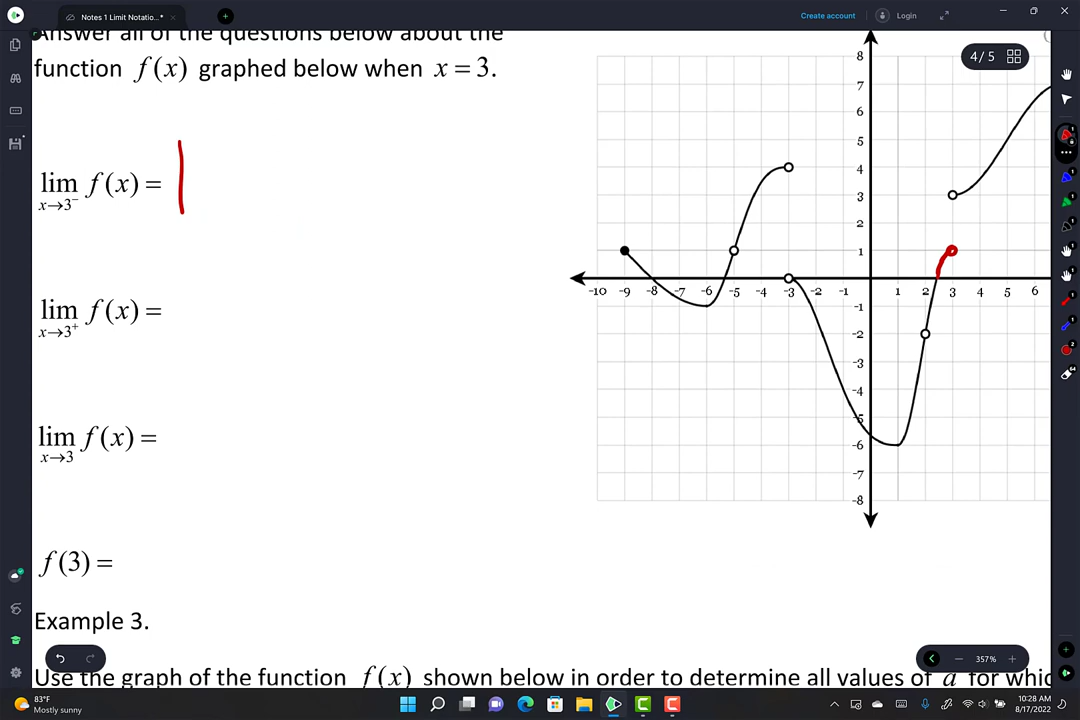 Notes 1 Limit Notatio...*
Create account
Login
Answer all of the questions below about the
function f(x) graphed below when x = 3.
4/5
lim f(x) = 1
x→3⁻
lim f(x) =
x→3⁺
lim f(x) =
x→3
f(3) =
8
7
6
5
4
3
2
1
-10 -9 -8 -7 -6 -5 -4 -3 -2 -1 1 2 3 4 5 6
-1
-2
-3
-4
-5
-6
-7
-8
Example 3.
357%
Use the graph of the function f(x) shown below in order to determine all values of a for whic
83°F
Mostly sunny
10:28 AM
8/17/2022